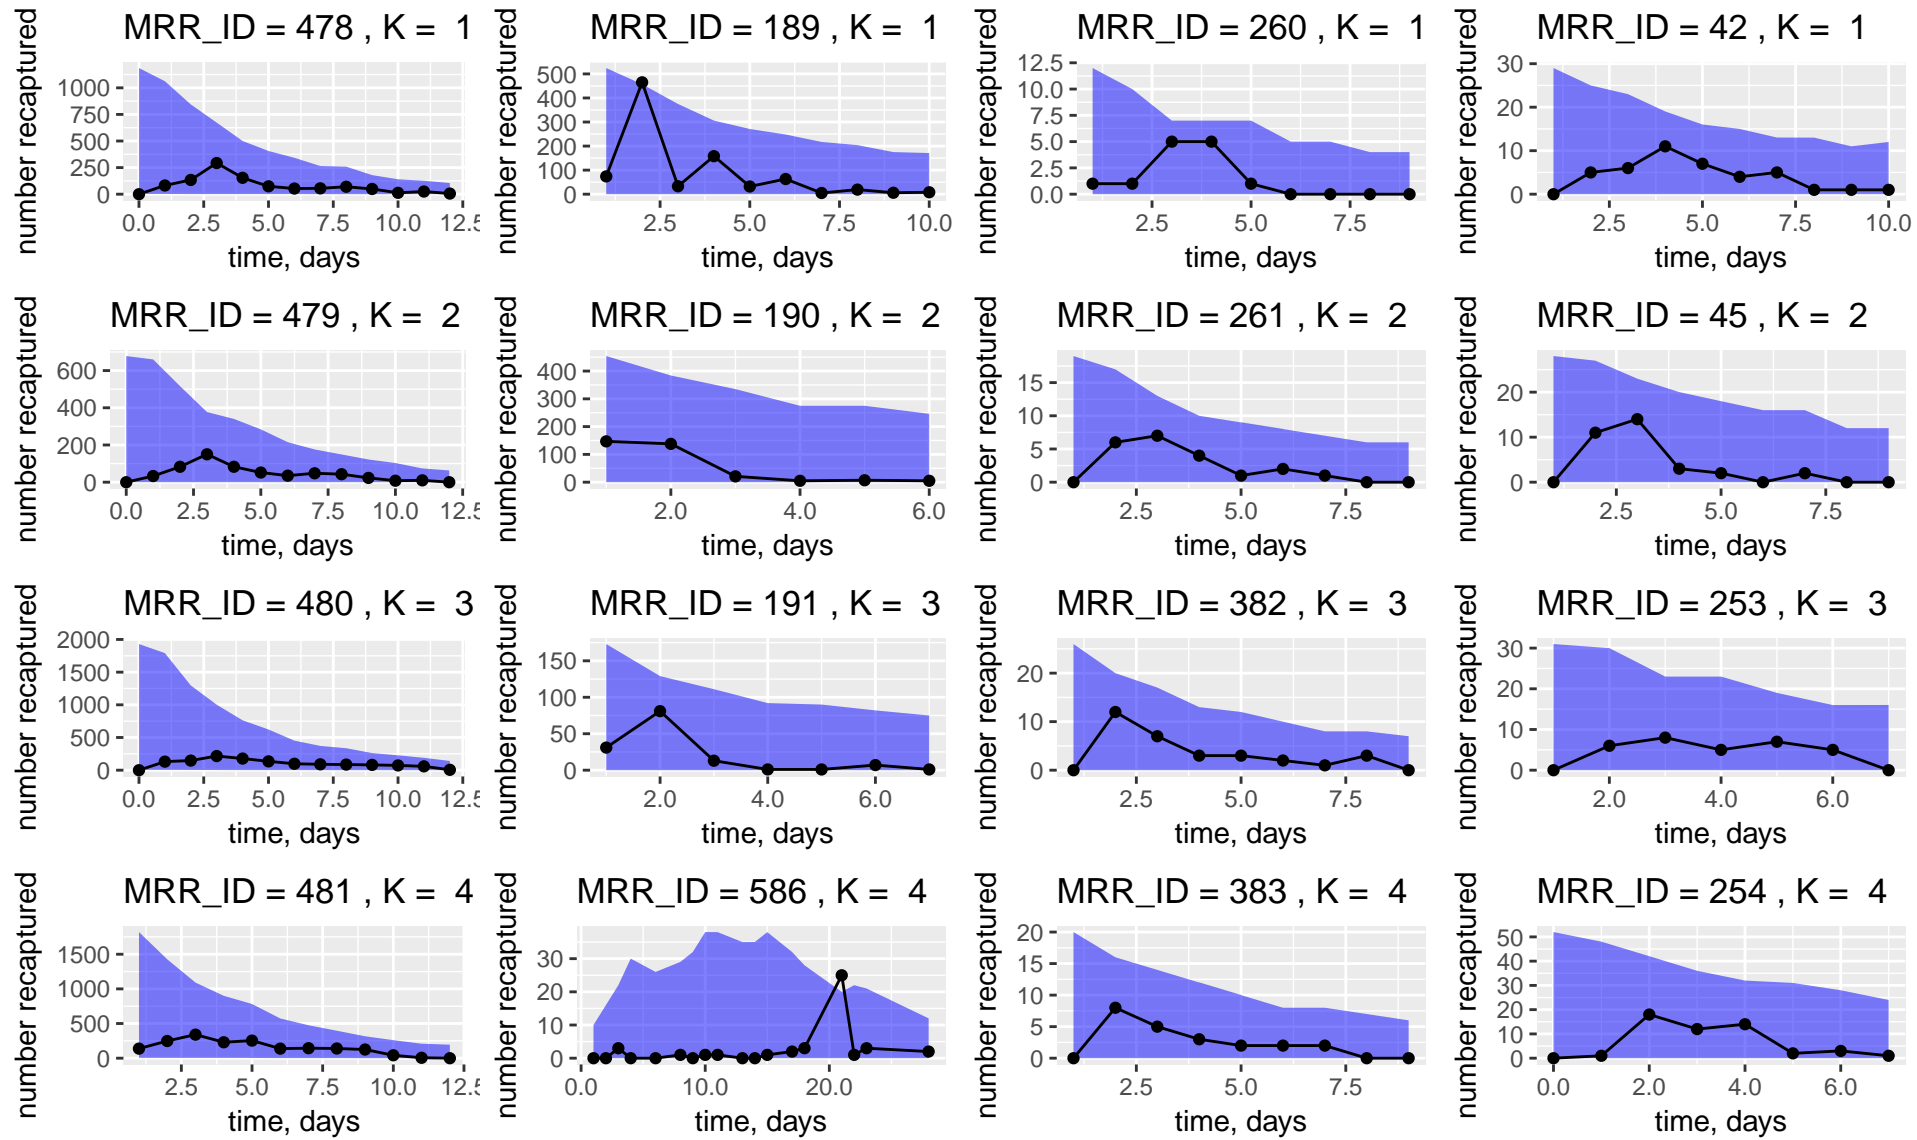 MRR_ID = 478 , K = 1
number recaptured
1000
750
500
250
0
0.0 2.5 5.0 7.5 10.0 12.5
time, days
MRR_ID = 189 , K = 1
number recaptured
500
400
300
200
100
0
2.5 5.0 7.5 10.0
time, days
MRR_ID = 260 , K = 1
number recaptured
12.5
10.0
7.5
5.0
2.5
0.0
2.5 5.0 7.5
time, days
MRR_ID = 42 , K = 1
number recaptured
30
20
10
0
2.5 5.0 7.5 10.0
time, days
MRR_ID = 479 , K = 2
number recaptured
600
400
200
0
0.0 2.5 5.0 7.5 10.0 12.5
time, days
MRR_ID = 190 , K = 2
number recaptured
400
300
200
100
0
2.0 4.0 6.0
time, days
MRR_ID = 261 , K = 2
number recaptured
15
10
5
0
2.5 5.0 7.5
time, days
MRR_ID = 45 , K = 2
number recaptured
20
10
0
2.5 5.0 7.5
time, days
MRR_ID = 480 , K = 3
number recaptured
2000
1500
1000
500
0
0.0 2.5 5.0 7.5 10.0 12.5
time, days
MRR_ID = 191 , K = 3
number recaptured
150
100
50
0
2.0 4.0 6.0
time, days
MRR_ID = 382 , K = 3
number recaptured
20
10
0
2.5 5.0 7.5
time, days
MRR_ID = 253 , K = 3
number recaptured
30
20
10
0
2.0 4.0 6.0
time, days
MRR_ID = 481 , K = 4
number recaptured
1500
1000
500
0
2.5 5.0 7.5 10.0 12.5
time, days
MRR_ID = 586 , K = 4
number recaptured
30
20
10
0
0.0 10.0 20.0
time, days
MRR_ID = 383 , K = 4
number recaptured
20
15
10
5
0
2.5 5.0 7.5
time, days
MRR_ID = 254 , K = 4
number recaptured
50
40
30
20
10
0
0.0 2.0 4.0 6.0
time, days